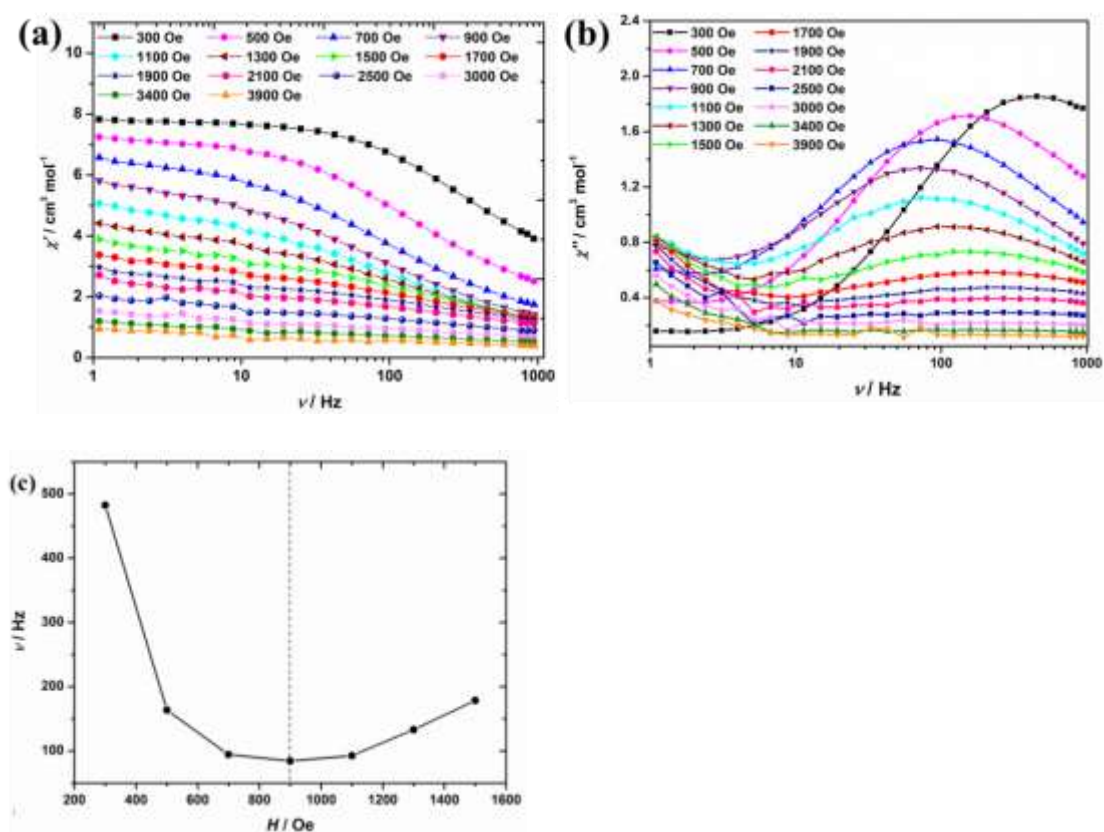 (a)
300 Oe 500 Oe 700 Oe 900 Oe
1100 Oe 1300 Oe 1500 Oe 1700 Oe
1900 Oe 2100 Oe 2500 Oe 3000 Oe
3400 Oe 3900 Oe
10
8
6
4
2
0
χ' / cm³ mol⁻¹
1 10 100 1000
ν / Hz
(b)
300 Oe 1700 Oe
500 Oe 1900 Oe
700 Oe 2100 Oe
900 Oe 2500 Oe
1100 Oe 3000 Oe
1300 Oe 3400 Oe
1500 Oe 3900 Oe
2.4
2.0
1.6
1.2
0.8
0.4
χ'' / cm³ mol⁻¹
1 10 100 1000
ν / Hz
(c)
500
400
300
200
100
ν / Hz
200 400 600 800 1000 1200 1400 1600
H / Oe